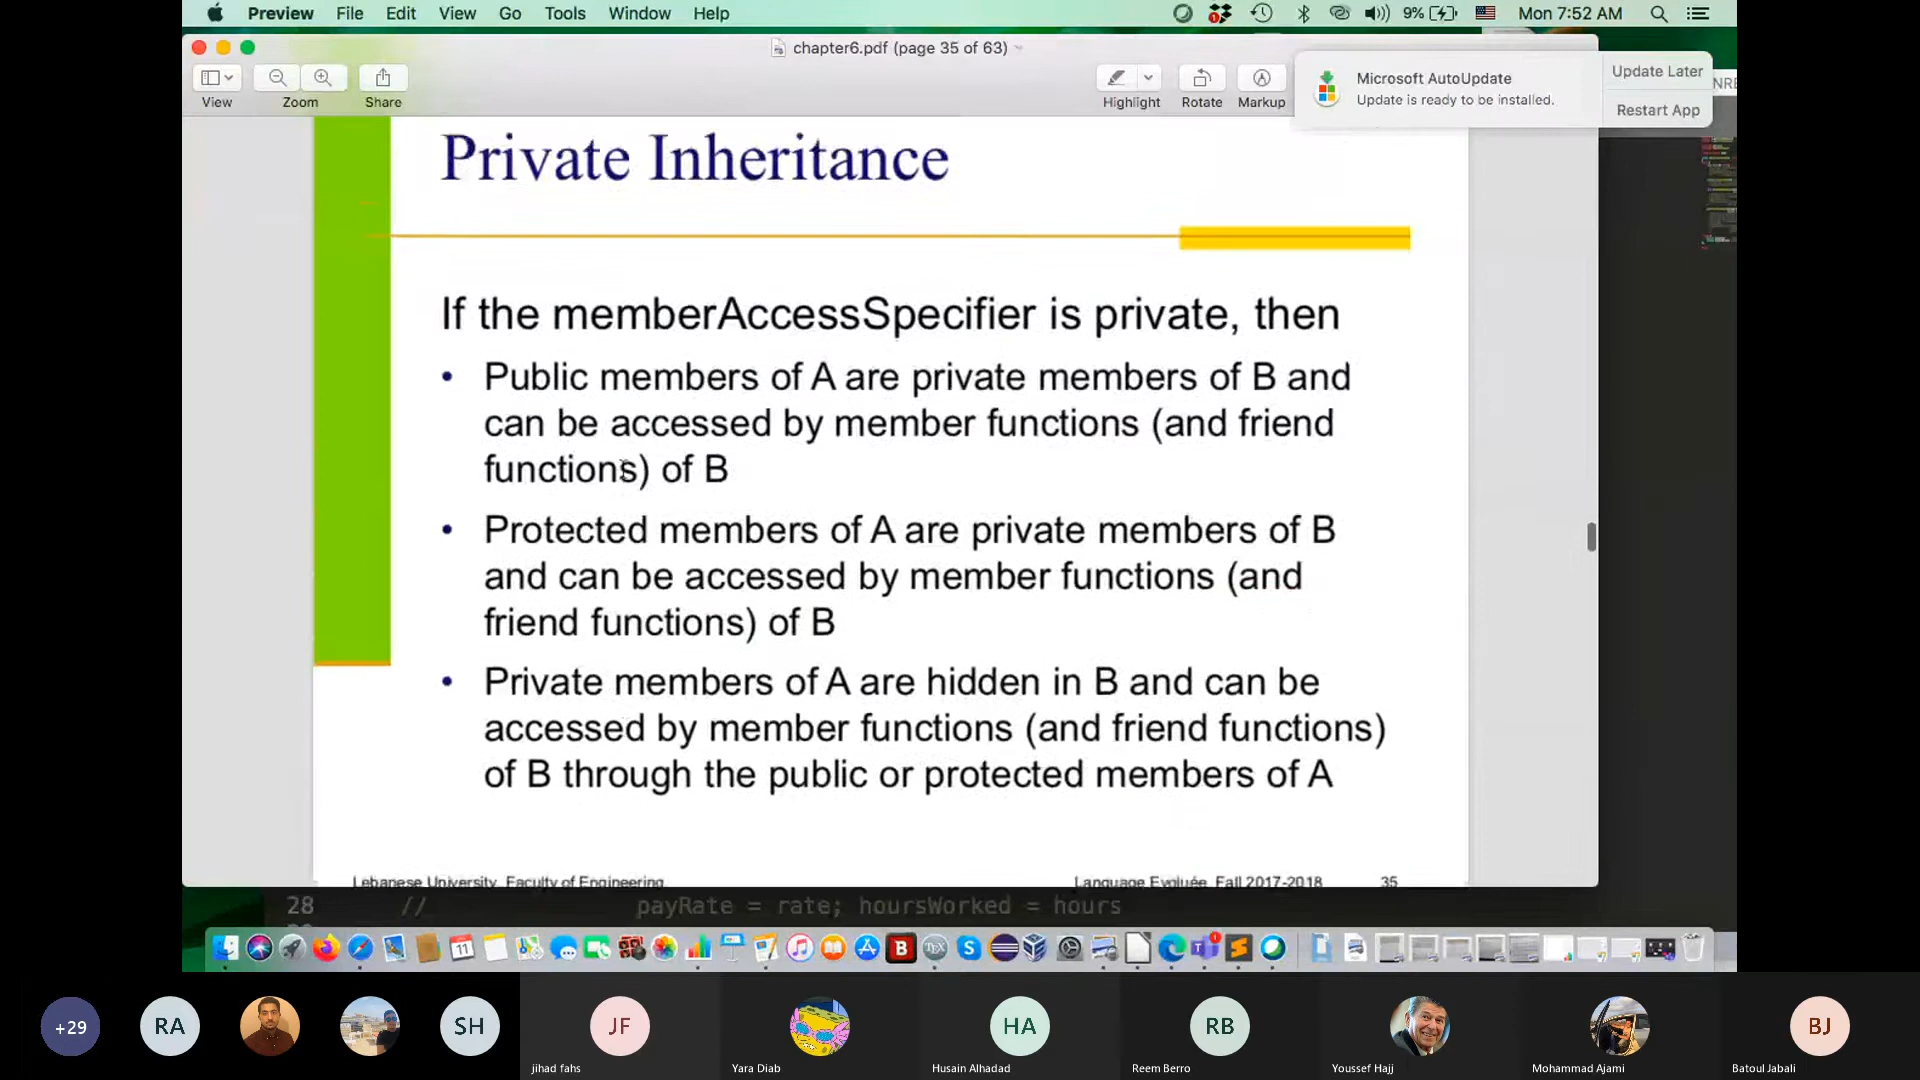 Preview File Edit View Go Tools Window Help
9% Mon 7:52 AM
chapter6.pdf (page 35 of 63)
View Zoom Share Highlight Rotate Markup
Microsoft AutoUpdate
Update is ready to be installed.
Update Later
Restart App
NRE
Private Inheritance
If the memberAccessSpecifier is private, then
• Public members of A are private members of B and
can be accessed by member functions (and friend
functions) of B
• Protected members of A are private members of B
and can be accessed by member functions (and
friend functions) of B
• Private members of A are hidden in B and can be
accessed by member functions (and friend functions)
of B through the public or protected members of A
Lebanese University, Faculty of Engineering
Language Evoluée, Fall 2017-2018 35
28 // payRate = rate; hoursWorked = hours
11
B
TeX
+29
RA
SH
JF
HA
RB
BJ
jihad fahs
Yara Diab
Husain Alhadad
Reem Berro
Youssef Hajj
Mohammad Ajami
Batoul Jabali